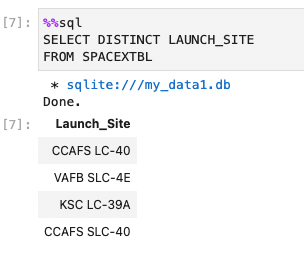 [7]:
%%sql
SELECT DISTINCT LAUNCH_SITE
FROM SPACEXTBL
* sqlite:///my_data1.db
Done.
[7]:
Launch_Site
CCAFS LC-40
VAFB SLC-4E
KSC LC-39A
CCAFS SLC-40